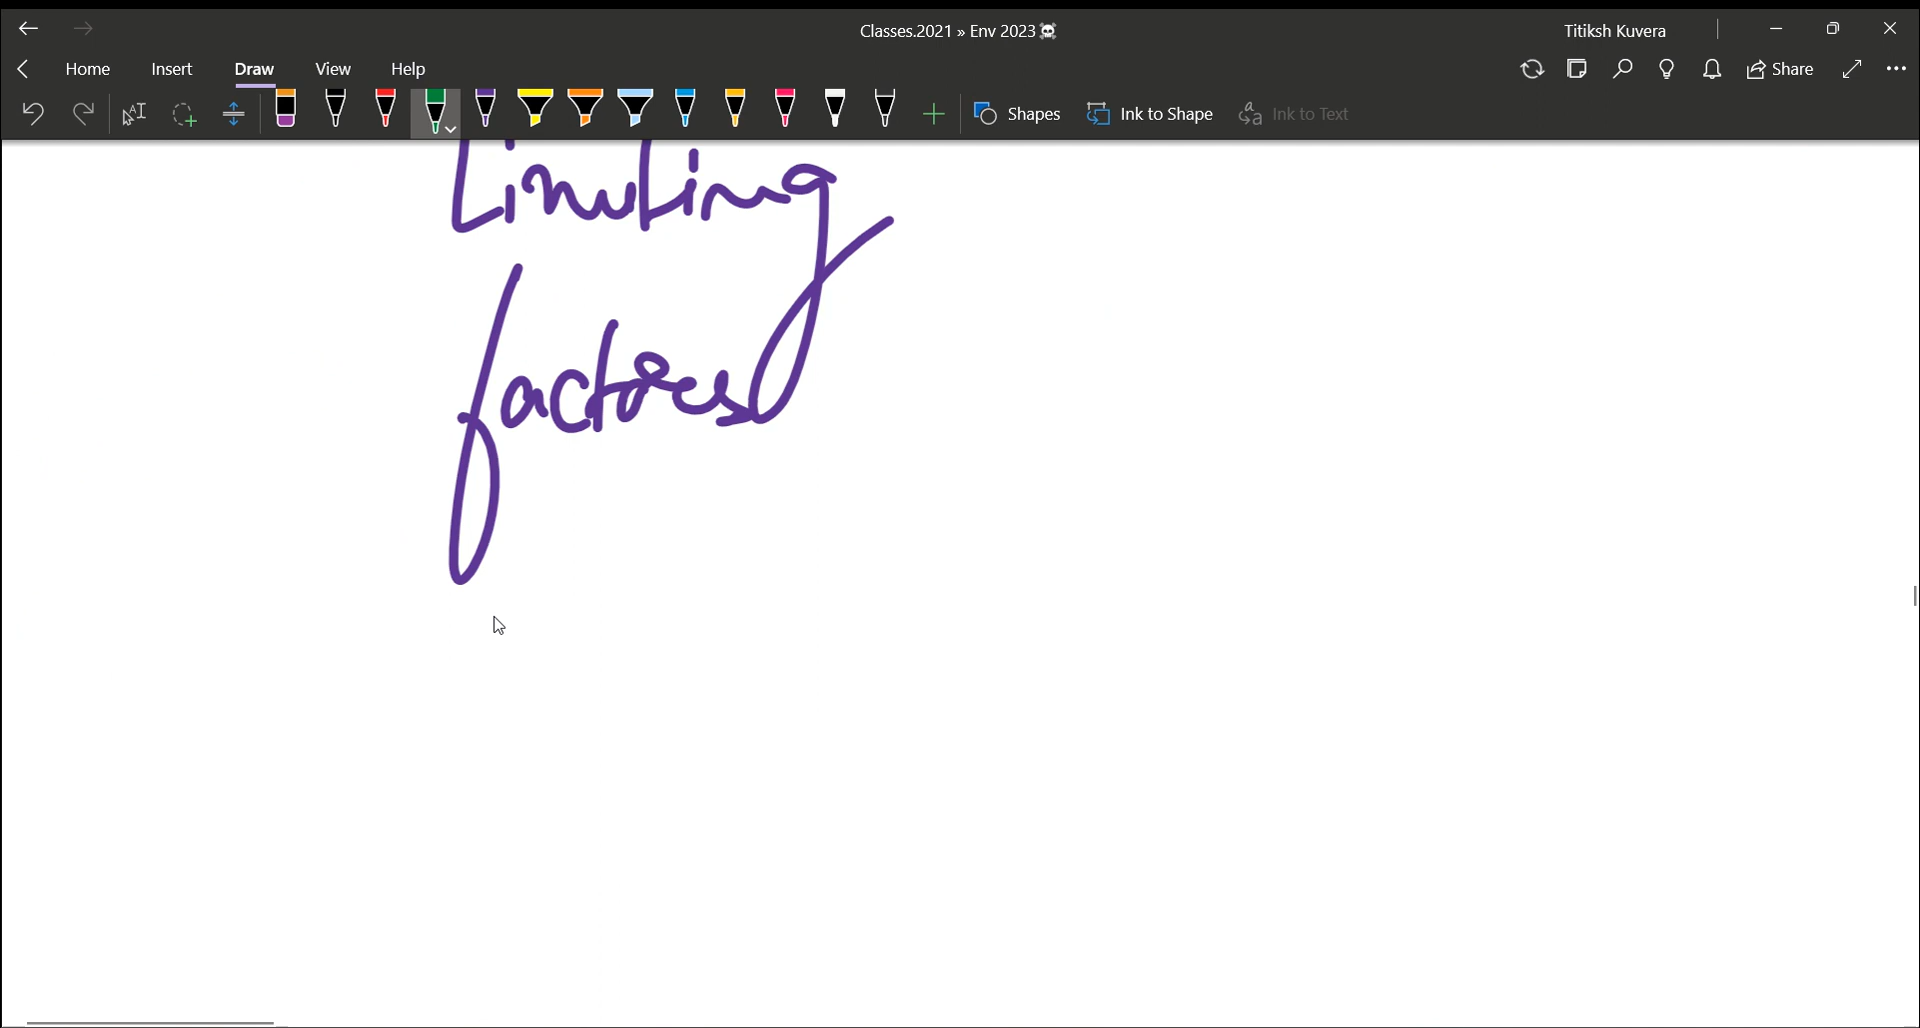 Classes.2021 » Env 2023☠ Titiksh Kuvera
Home Insert Draw View Help Share
Shapes Ink to Shape Ink to Text
Limiting
factors